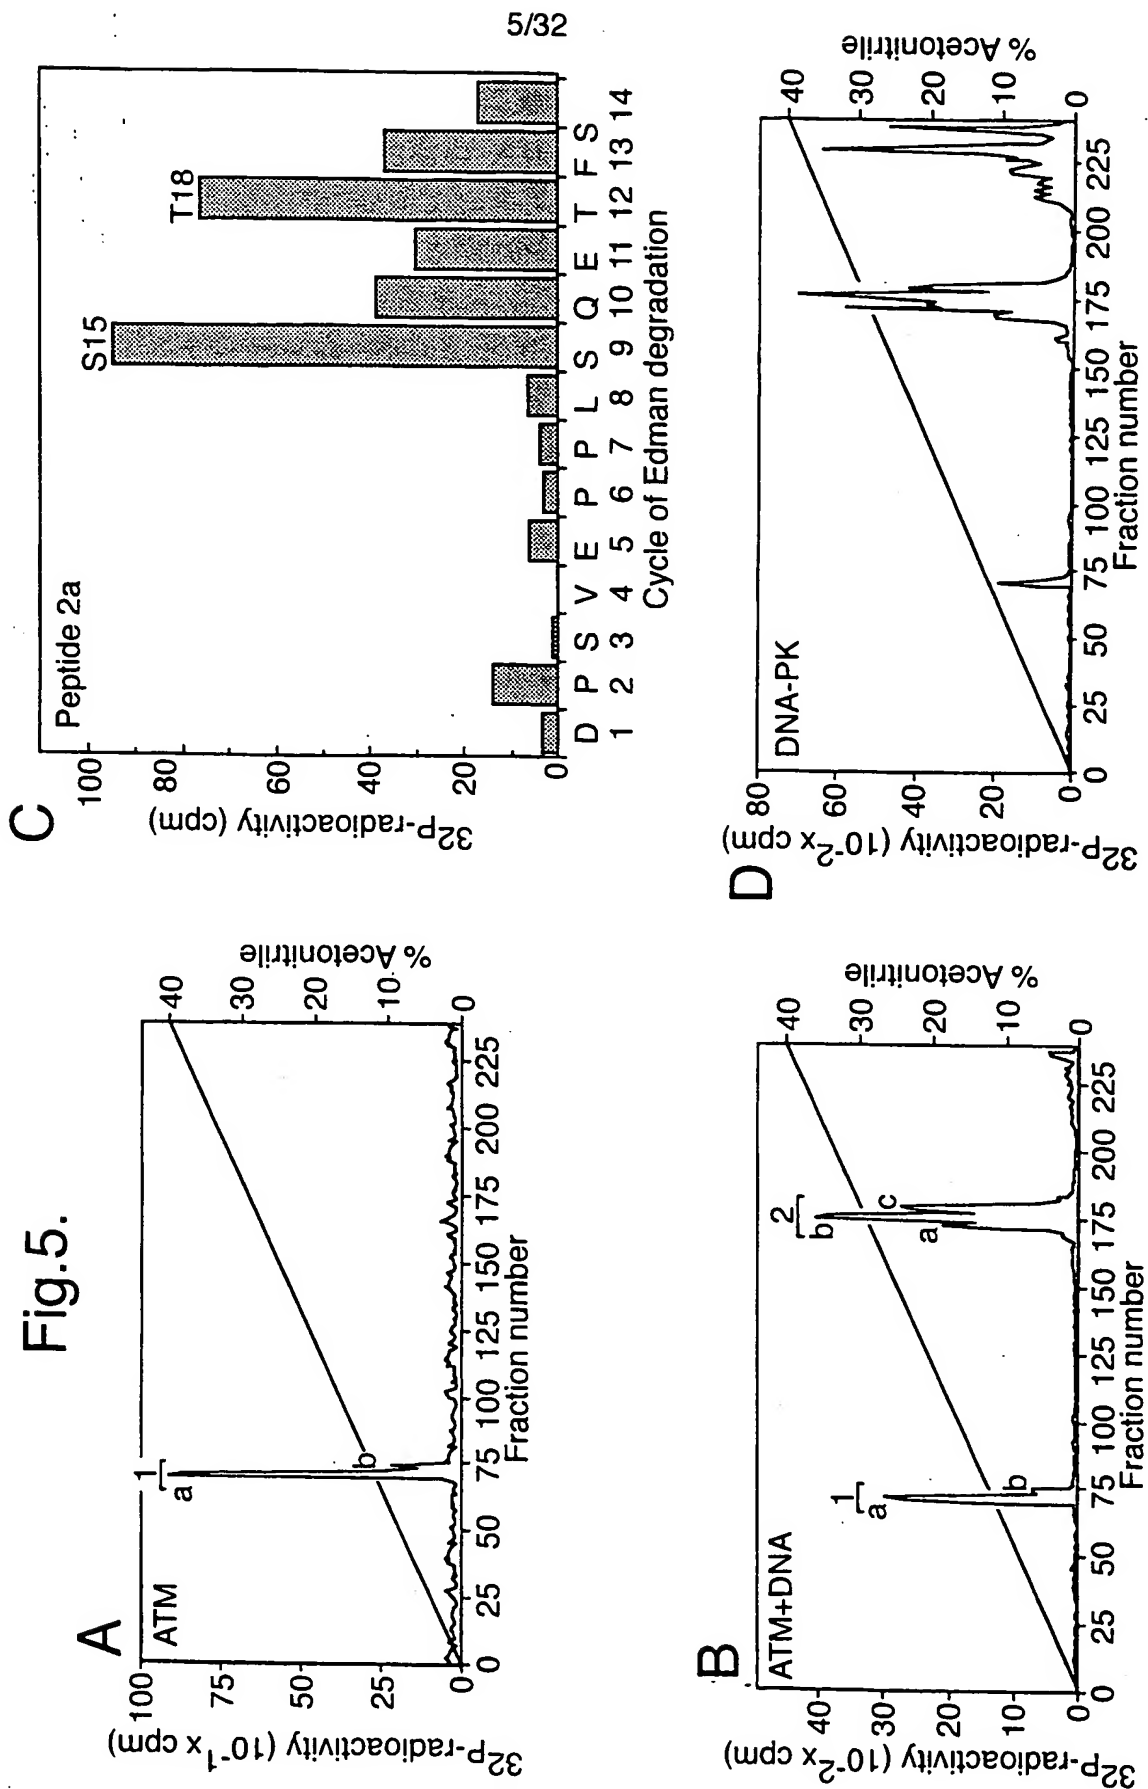 5/32
Fig.5.
A
ATM
100
75
50
25
0
³²P-radioactivity (10⁻¹ x cpm)
1
a
b
40
30
20
10
0
% Acetonitrile
0 25 50 75 100 125 150 175 200 225
Fraction number
C
Peptide 2a
100
80
60
40
20
0
³²P-radioactivity (cpm)
S15
T18
D P S V E P P L S Q E T F S
1 2 3 4 5 6 7 8 9 10 11 12 13 14
Cycle of Edman degradation
B
ATM+DNA
40
30
20
10
0
³²P-radioactivity (10⁻² x cpm)
1
a
b
2
b
a
c
40
30
20
10
0
% Acetonitrile
0 25 50 75 100 125 150 175 200 225
Fraction number
D
DNA-PK
80
60
40
20
0
³²P-radioactivity (10⁻² x cpm)
40
30
20
10
0
% Acetonitrile
0 25 50 75 100 125 150 175 200 225
Fraction number